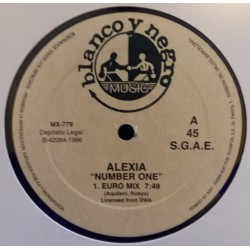 blanco y negro
MUSIC
MX-779
Depósito Legal:
B-42064-1996
A
45
S.G.A.E.
ALEXIA
"NUMBER ONE"
1. EURO MIX 7:49
(Aquilani, Robyx)
Licensed from DWA